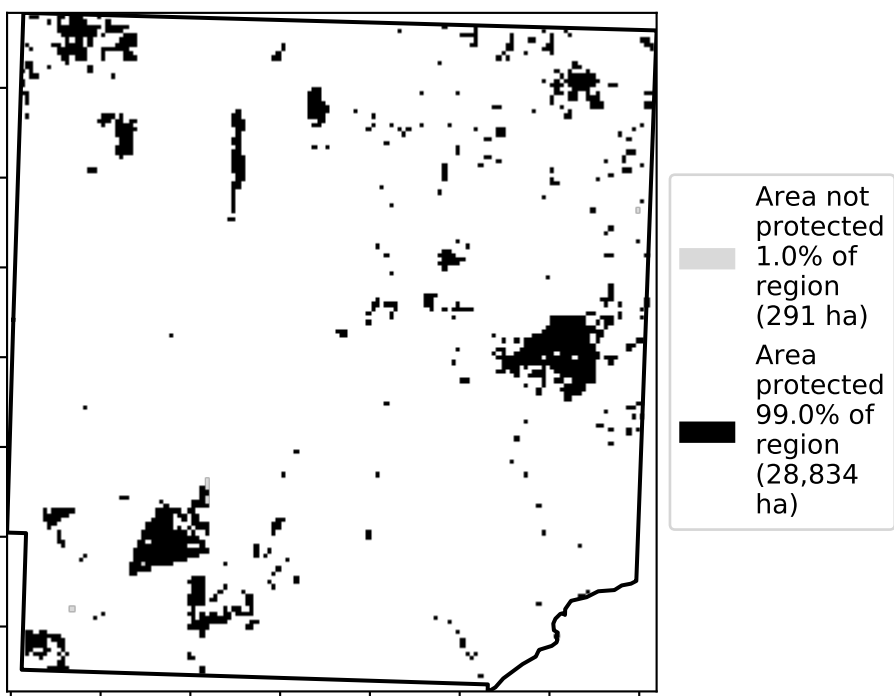 Area not
protected
1.0% of
region
(291 ha)
Area
protected
99.0% of
region
(28,834
ha)